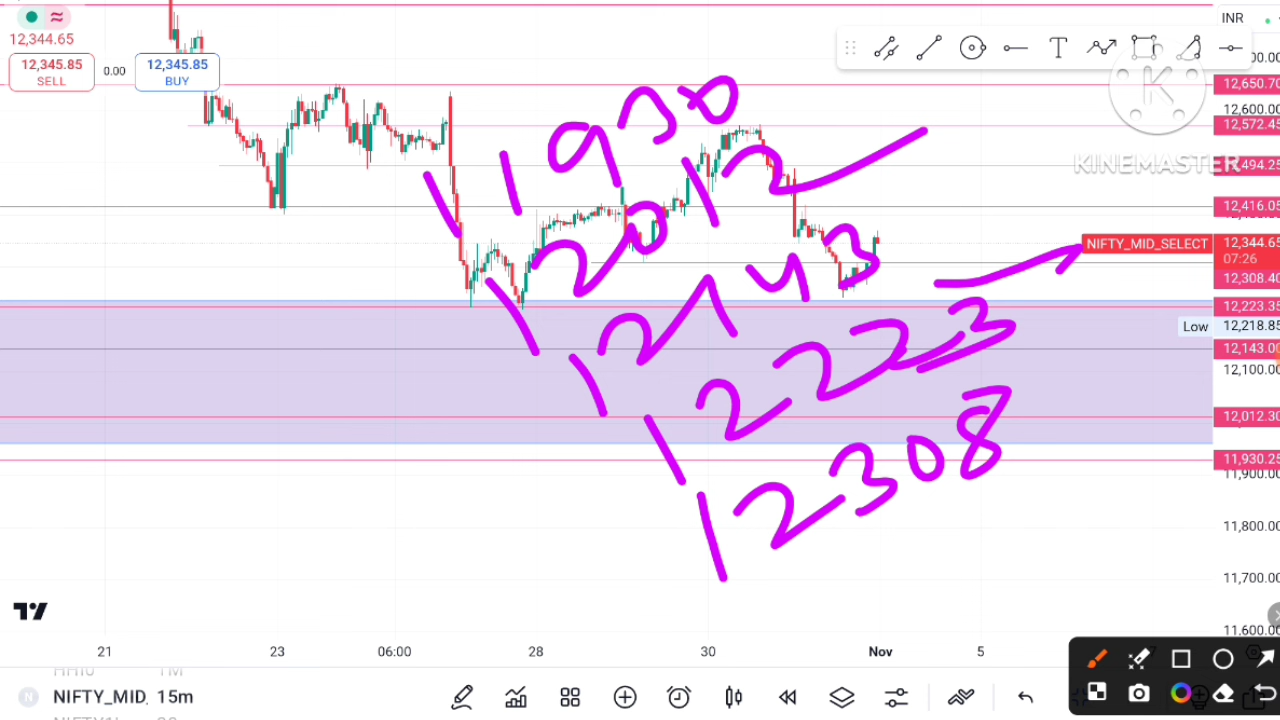 12,344.65
INR
12,345.85
SELL
0.00
12,345.85
BUY
T
12,650.70
12,600.00
12,572.4
K
KINEMASTER
494.25
12,416.05
NIFTY_MID_SELECT
12,344.65
07:26
12,308.40
12,223.35
Low 12,218.85
12,143.00
12,100.00
12,012.30
11,930.25
11,900.00
11,800.00
11,700.00
11,600.00
11930
12012
12143
12223
12308
21 23 06:00 28 30 Nov 5
N NIFTY_MID. 15m